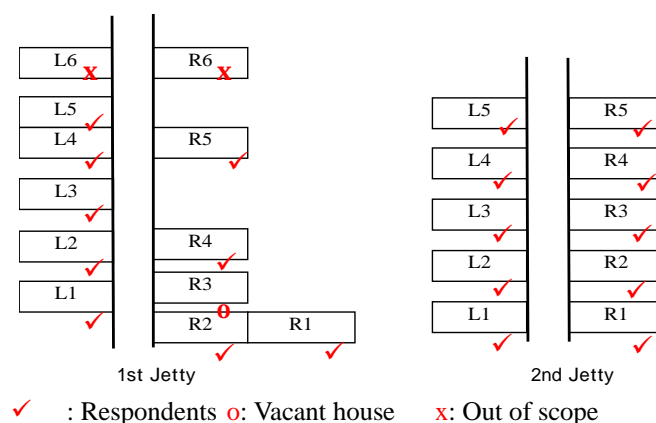 L6 x R6 x
L5
L4 R5
L3
L2 R4
L1 R3 o
R2 R1
1st Jetty
L5 R5
L4 R4
L3 R3
L2 R2
L1 R1
2nd Jetty
✓ : Respondents o: Vacant house x: Out of scope